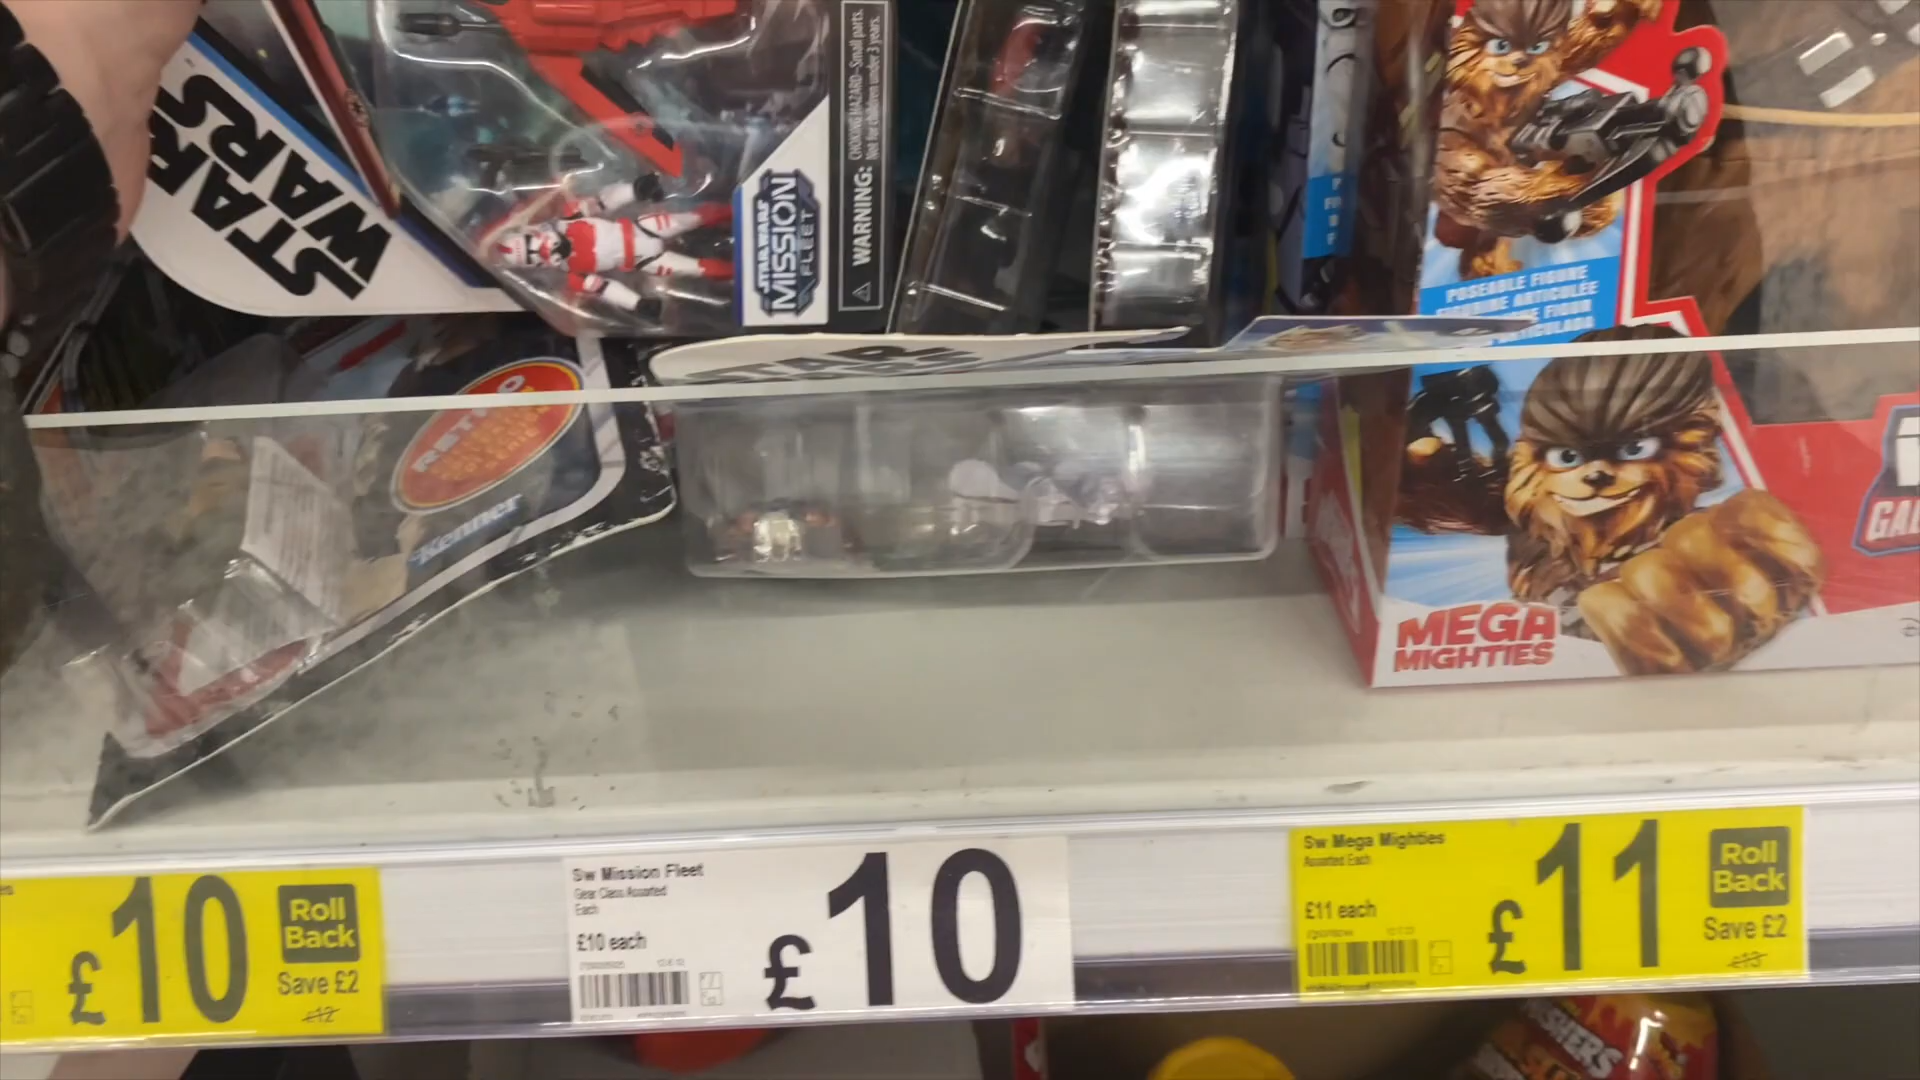 STAR
WARS
STAR WARS
MISSION
FLEET
WARNING:
CHOKING HAZARD-Small parts.
Not for children under 3 years.
POSEABLE FIGURE
FIGURINE ARTICULÉE
Kenner
MEGA
MIGHTIES
£10
Roll
Back
Save £2
£12
Sw Mission Fleet
Gear Class Assorted
Each
£10 each
£10
Sw Mega Mighties
Assorted Each
£11 each
£11
Roll
Back
Save £2
£13